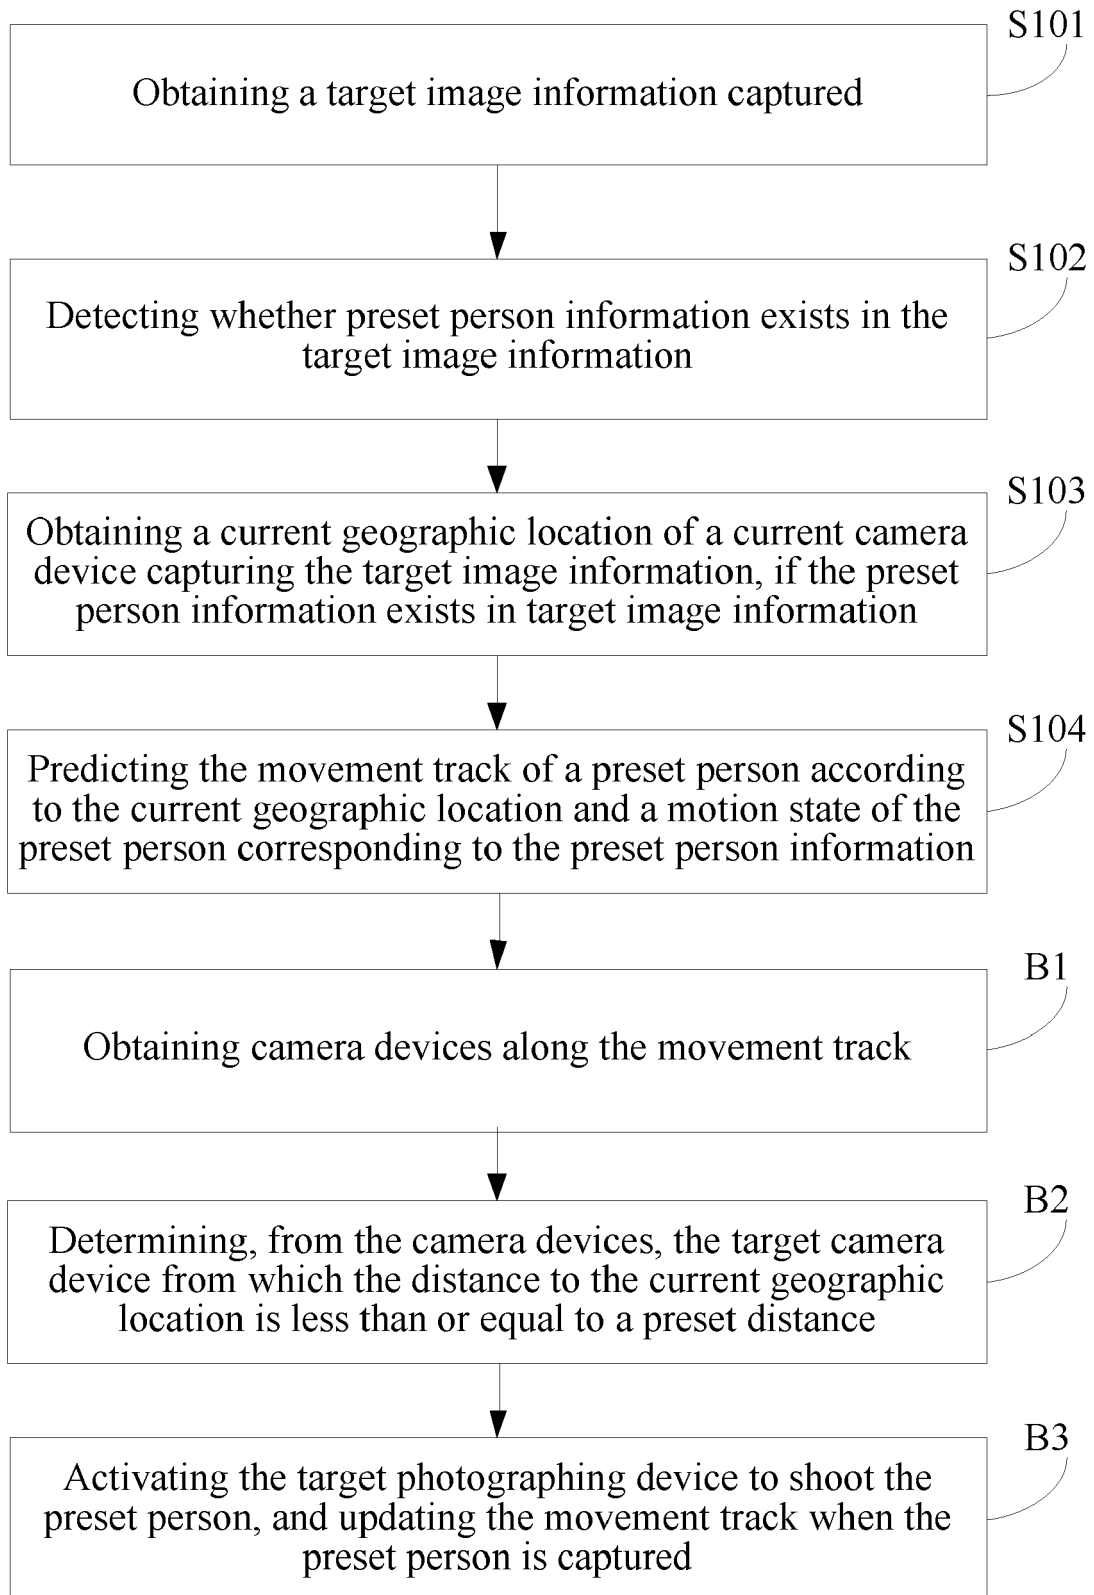 S101
Obtaining a target image information captured
S102
Detecting whether preset person information exists in the
target image information
S103
Obtaining a current geographic location of a current camera
device capturing the target image information, if the preset
person information exists in target image information
S104
Predicting the movement track of a preset person according
to the current geographic location and a motion state of the
preset person corresponding to the preset person information
B1
Obtaining camera devices along the movement track
B2
Determining, from the camera devices, the target camera
device from which the distance to the current geographic
location is less than or equal to a preset distance
B3
Activating the target photographing device to shoot the
preset person, and updating the movement track when the
preset person is captured